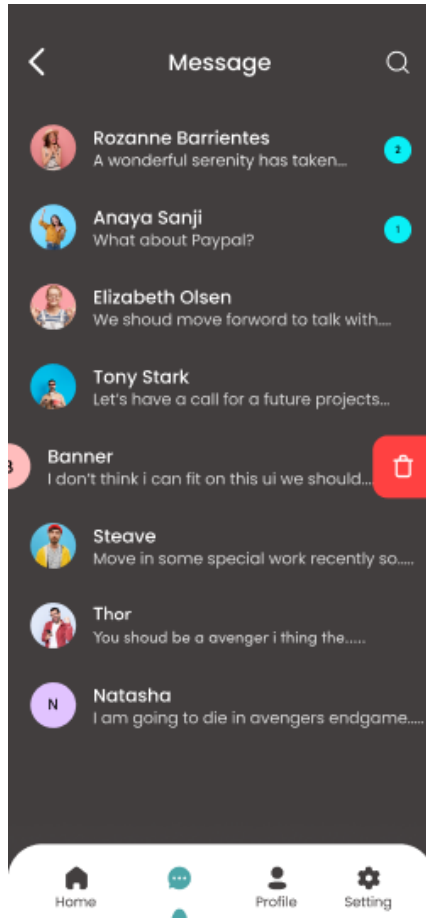 Message
Rozanne Barrientes
A wonderful serenity has taken...
2
Anaya Sanji
What about Paypal?
1
Elizabeth Olsen
We shoud move forword to talk with....
Tony Stark
Let's have a call for a future projects...
B
Banner
I don't think i can fit on this ui we should...
Steave
Move in some special work recently so.....
Thor
You shoud be a avenger i thing the.....
N
Natasha
I am going to die in avengers endgame.....
Home
Profile
Setting